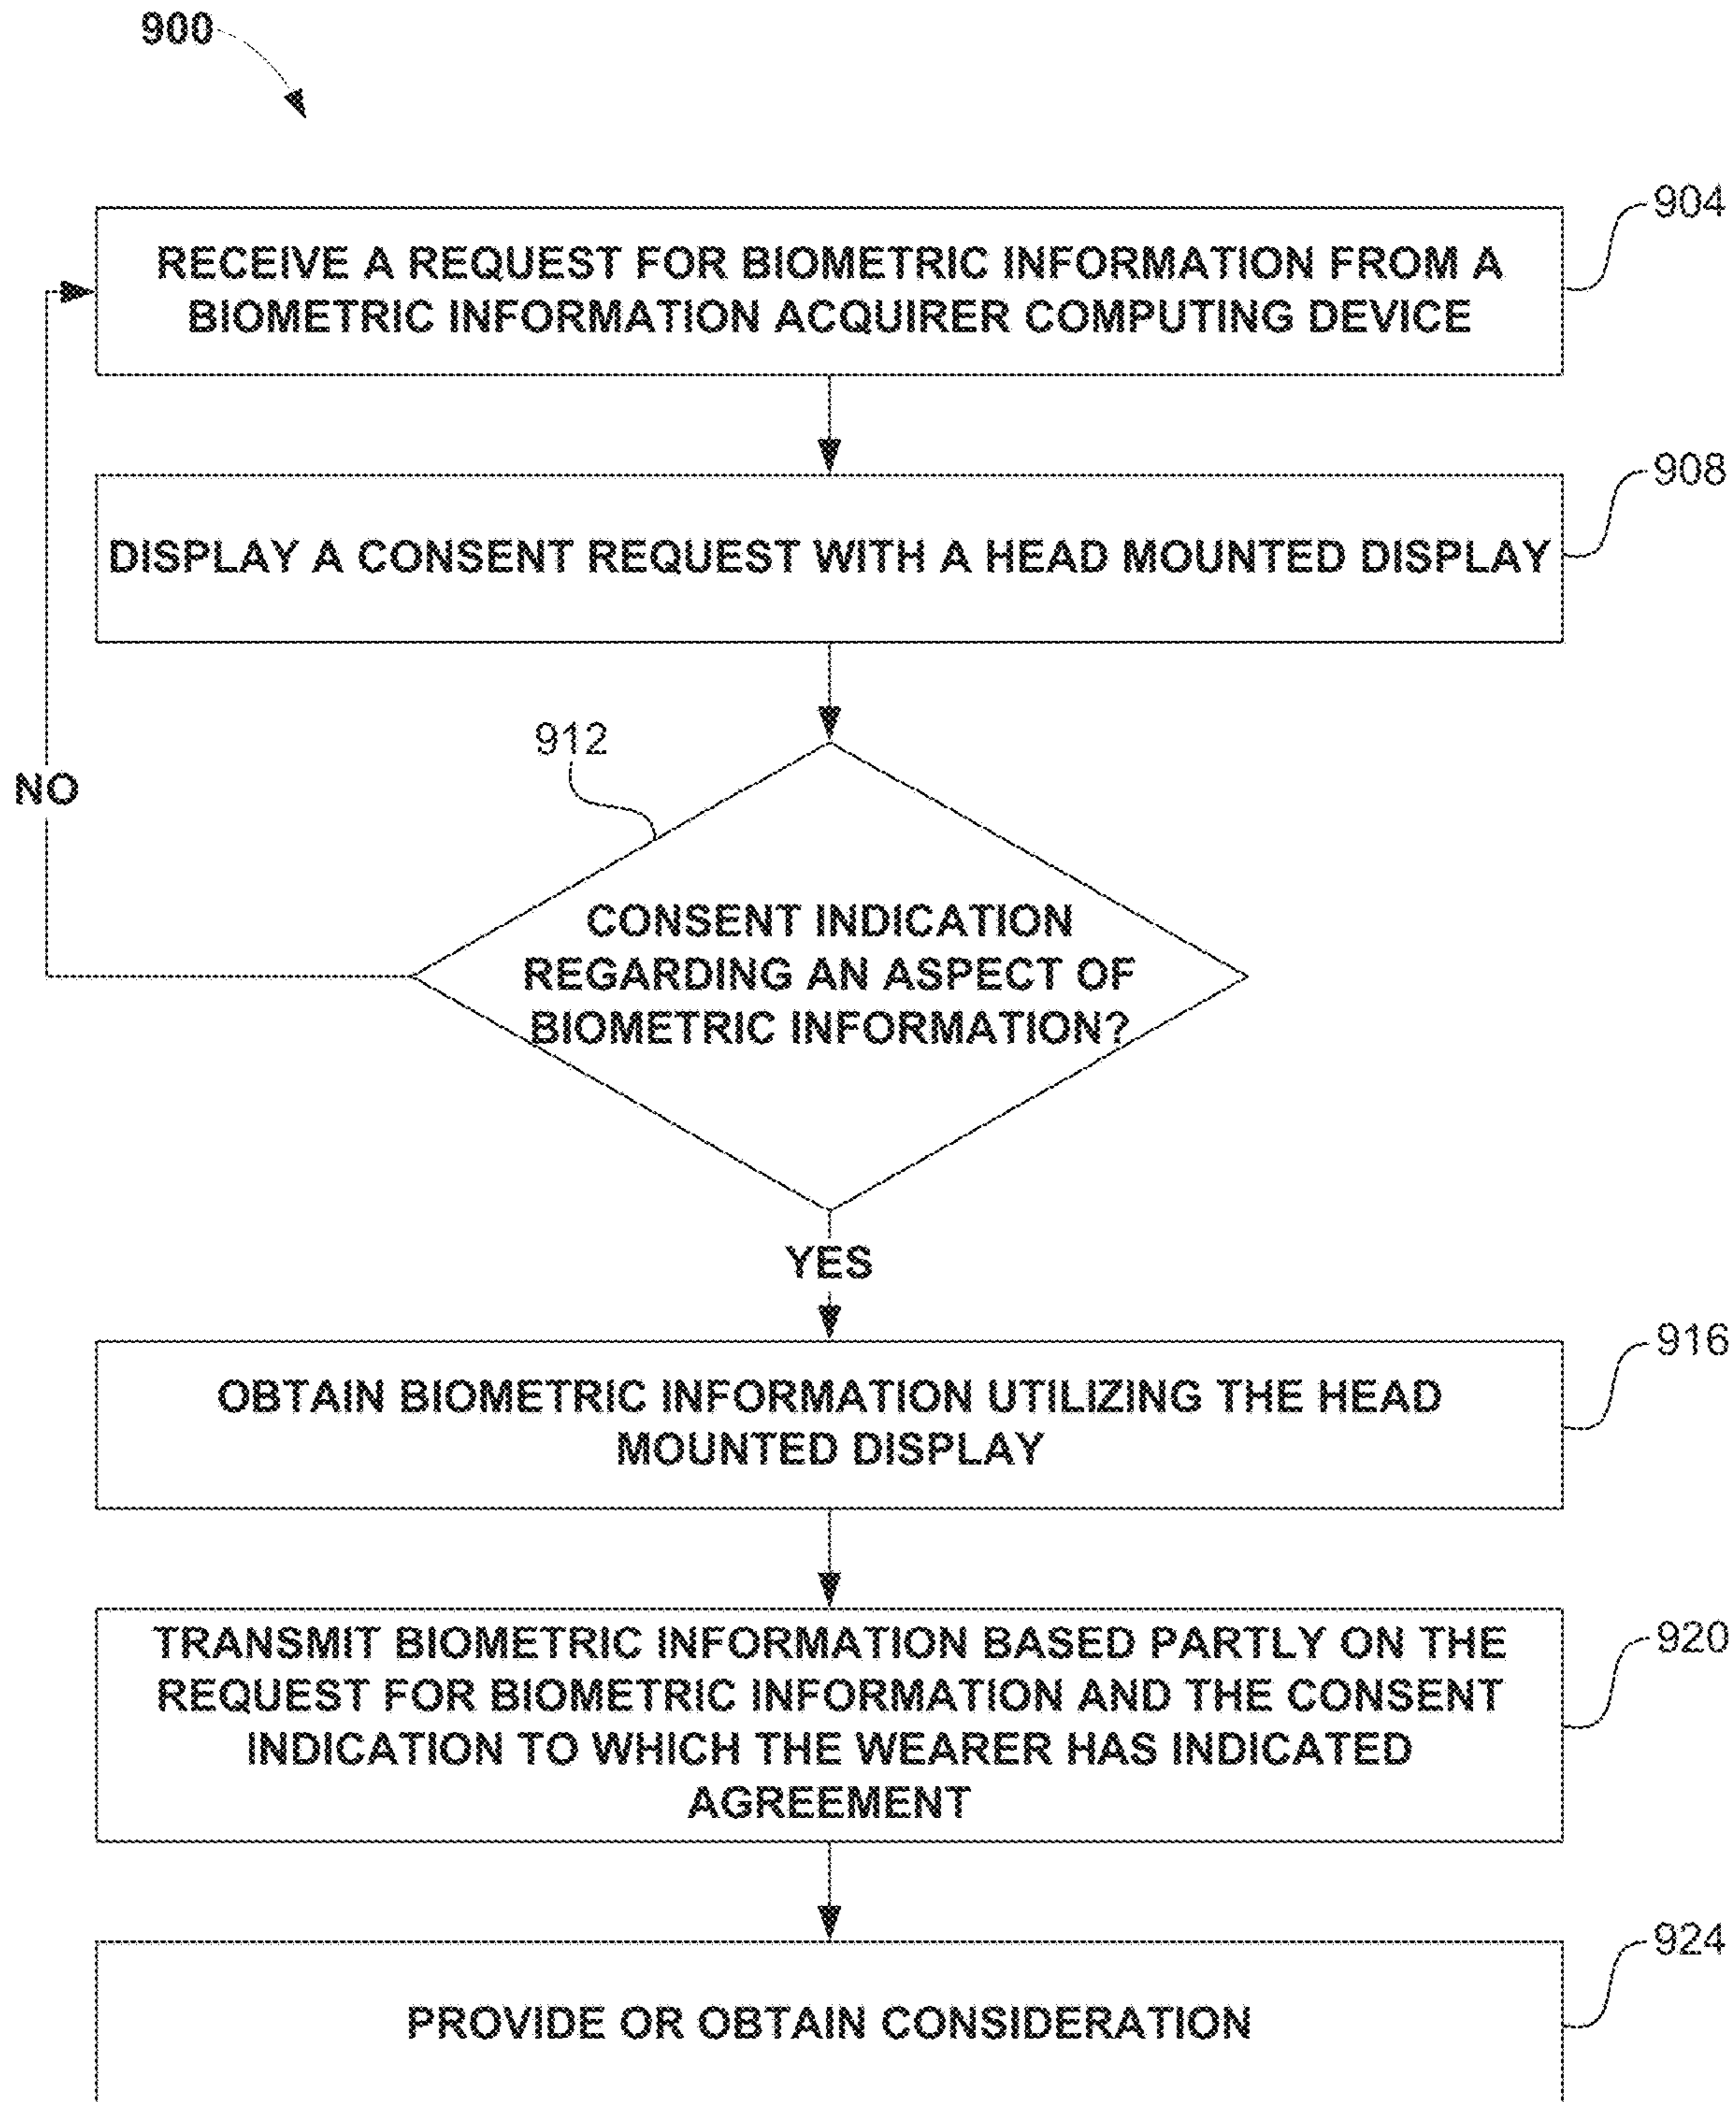 900
904
RECEIVE A REQUEST FOR BIOMETRIC INFORMATION FROM A
BIOMETRIC INFORMATION ACQUIRER COMPUTING DEVICE
908
DISPLAY A CONSENT REQUEST WITH A HEAD MOUNTED DISPLAY
912
NO
CONSENT INDICATION
REGARDING AN ASPECT OF
BIOMETRIC INFORMATION?
YES
916
OBTAIN BIOMETRIC INFORMATION UTILIZING THE HEAD
MOUNTED DISPLAY
920
TRANSMIT BIOMETRIC INFORMATION BASED PARTLY ON THE
REQUEST FOR BIOMETRIC INFORMATION AND THE CONSENT
INDICATION TO WHICH THE WEARER HAS INDICATED
AGREEMENT
924
PROVIDE OR OBTAIN CONSIDERATION